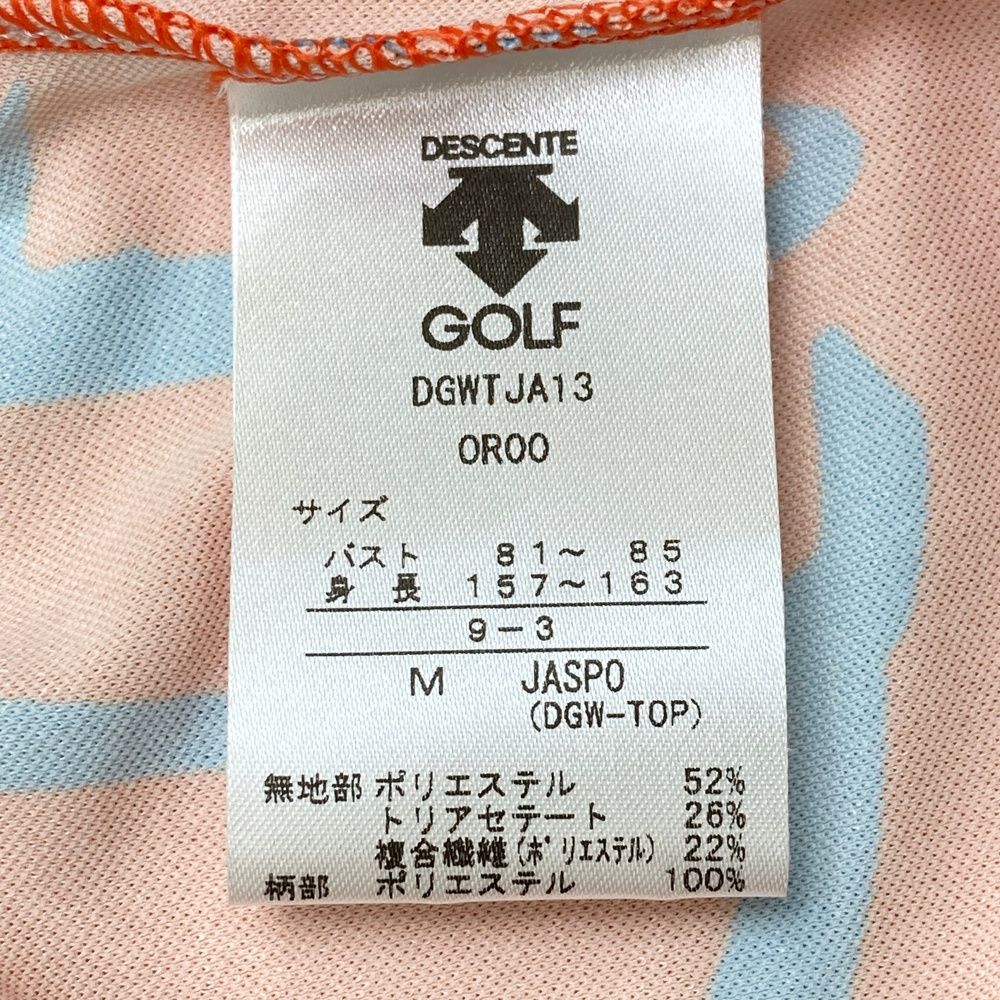 DESCENTE
GOLF
DGWTJA13
OR00
サイズ
バスト 81〜 85
身長 157〜163
9-3
M JASPO
(DGW-TOP)
無地部 ポリエステル 52%
トリアセテート 26%
複合繊維(ポリエステル) 22%
柄部 ポリエステル 100%